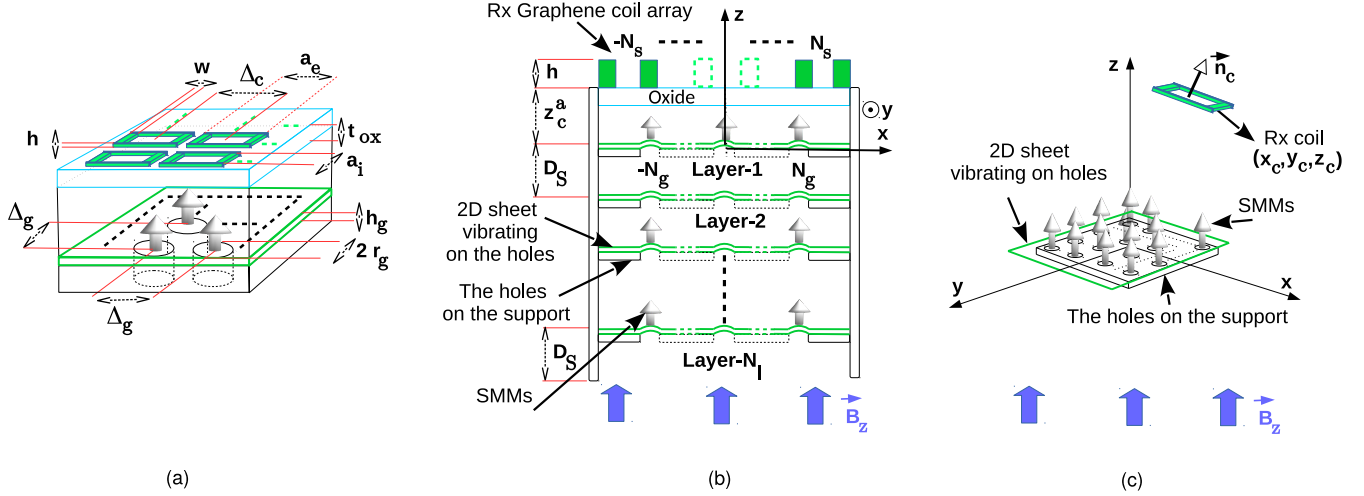 w
Δc
ae
h
tox
ai
Δg
hg
2 rg
Δg
(a)
Rx Graphene coil array
z
-Ns
Ns
h
Oxide
zca
y
x
DS
-Ng
Layer-1
Ng
Layer-2
2D sheet
vibrating
on the holes
The holes
on the support
DS
Layer-Nl
SMMs
Bz
(b)
z
nc
Rx coil
(xc,yc,zc)
2D sheet
vibrating on holes
SMMs
y
x
The holes on the support
Bz
(c)